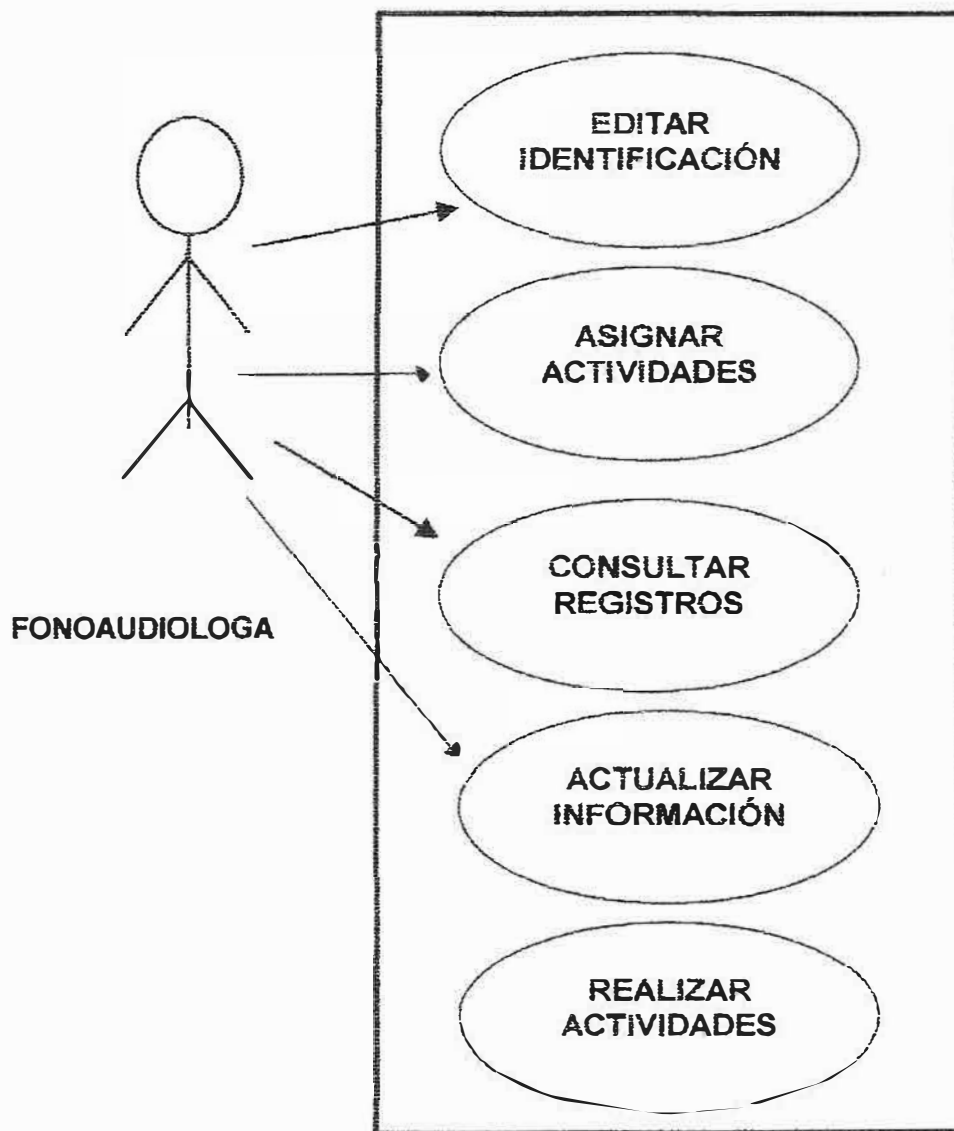 EDITAR
IDENTIFICACIÓN
ASIGNAR
ACTIVIDADES
CONSULTAR
REGISTROS
FONOAUDIOLOGA
ACTUALIZAR
INFORMACIÓN
REALIZAR
ACTIVIDADES